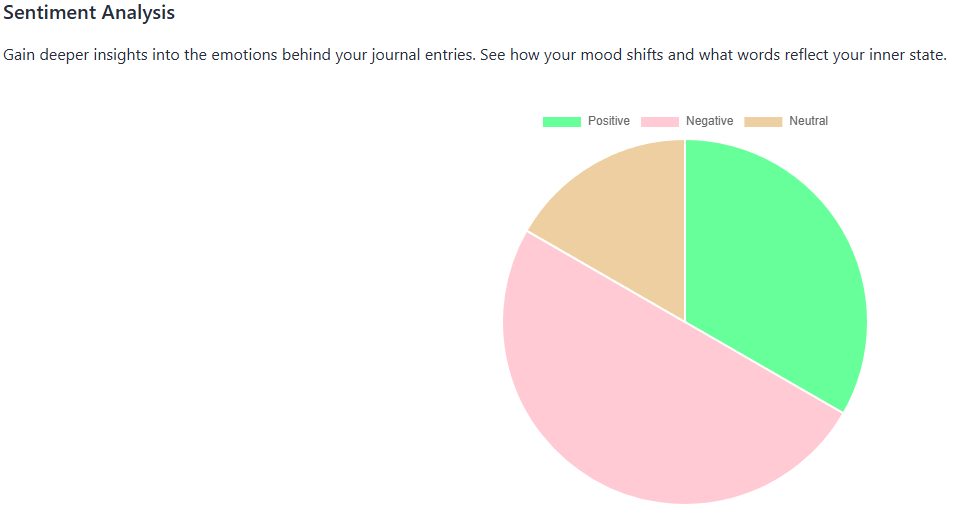 Sentiment Analysis
Gain deeper insights into the emotions behind your journal entries. See how your mood shifts and what words reflect your inner state.
Positive Negative Neutral